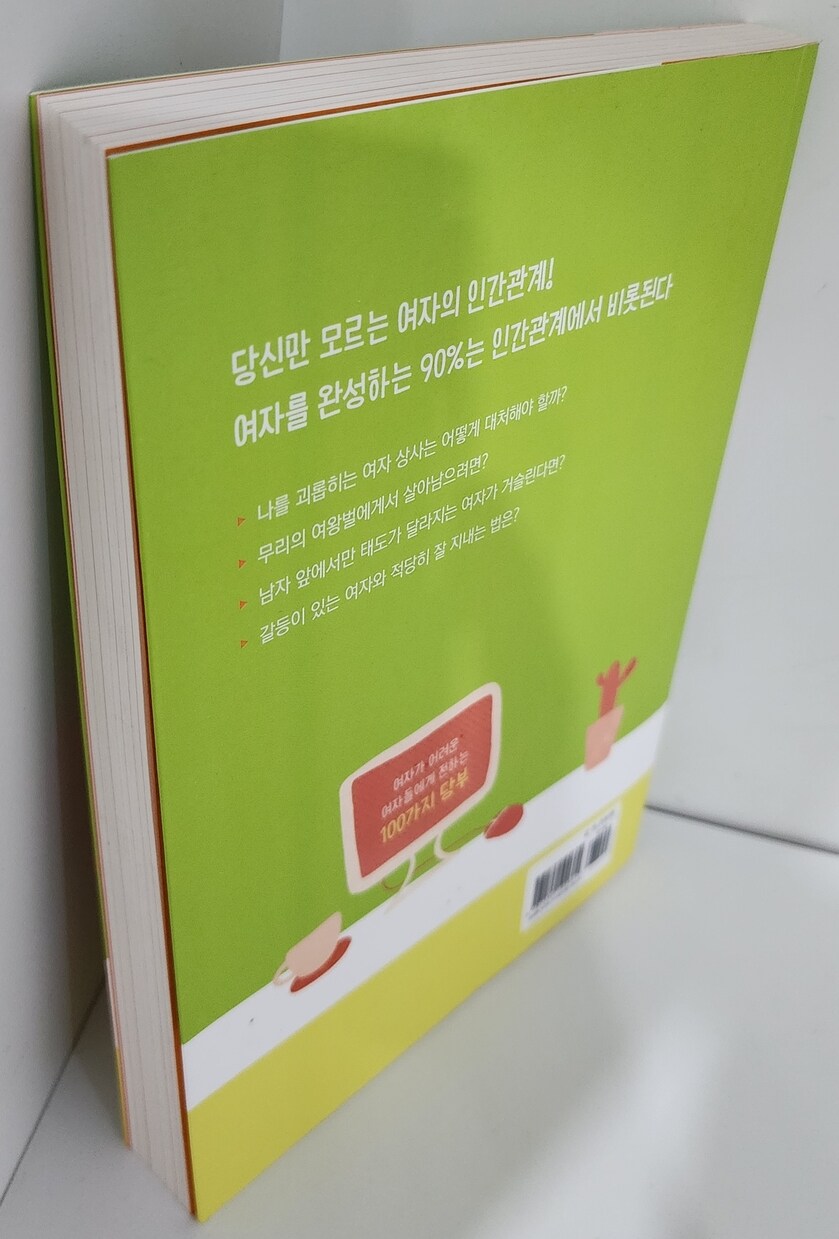 당신만 모르는 여자의 인간관계!
여자를 완성하는 90%는 인간관계에서 비롯된다
나를 괴롭히는 여자 상사는 어떻게 대처해야 할까?
무리의 여왕벌에게서 살아남으려면?
남자 앞에서만 태도가 달라지는 여자가 거슬린다면?
갈등이 있는 여자와 적당히 잘 지내는 법은?
여자가 어려운
여자들에게 전하는
100가지 당부